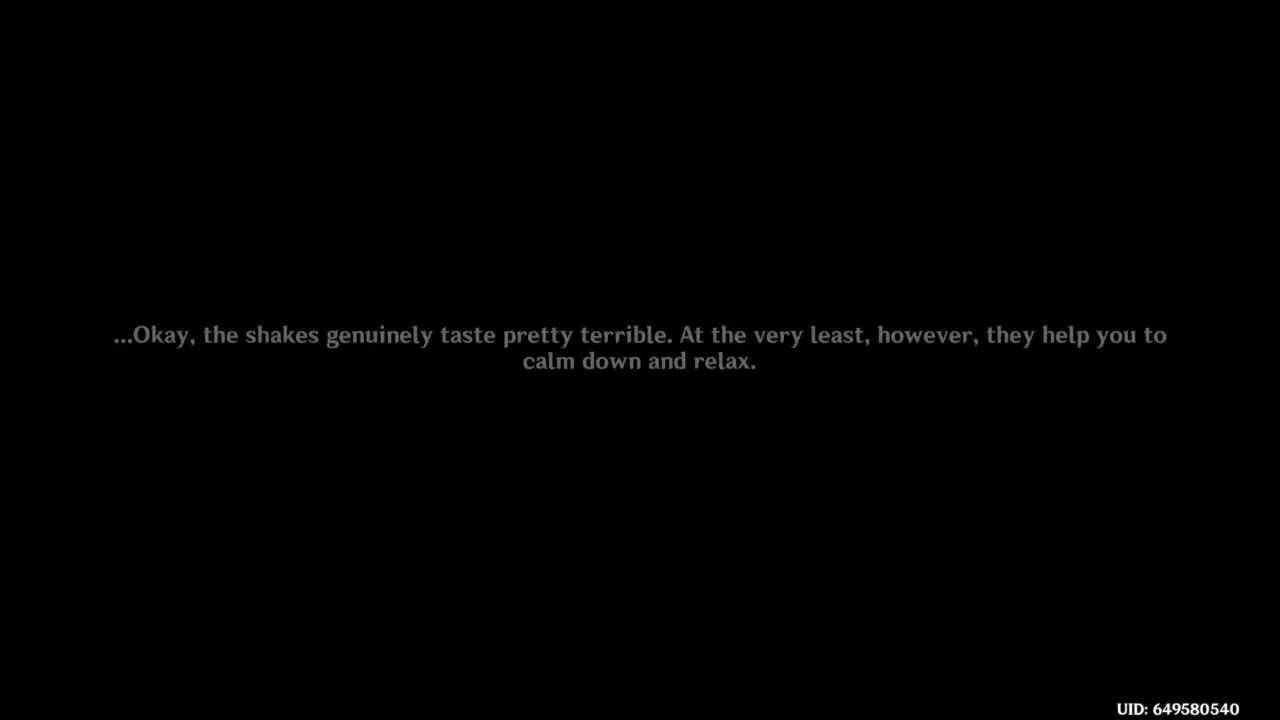 ...Okay, the shakes genuinely taste pretty terrible. At the very least, however, they help you to
calm down and relax.
UID: 649580540